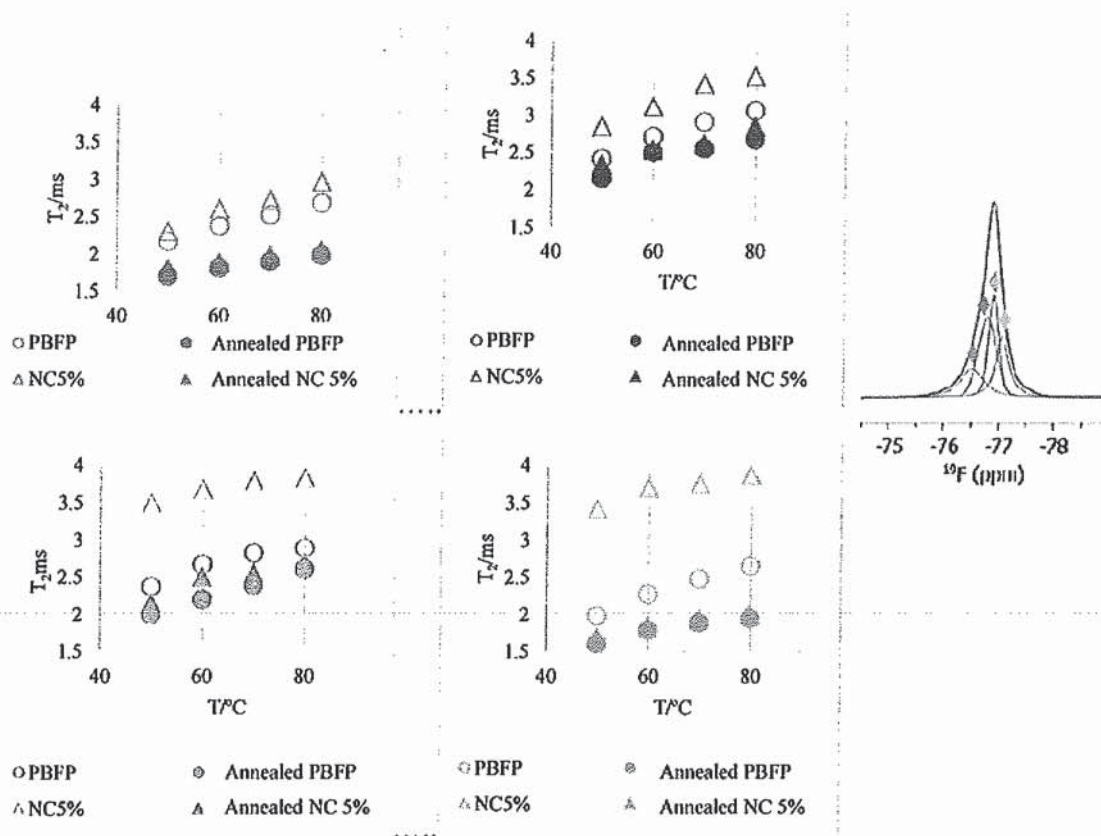 4
3.5
3
2.5
2
1.5
T₂/ms
40
60
80
○ PBFP
● Annealed PBFP
△ NC5%
▲ Annealed NC 5%
4
3.5
3
2.5
2
1.5
T₂/ms
40
60
80
T/°C
○ PBFP
● Annealed PBFP
△ NC5%
▲ Annealed NC 5%
-75
-76
-77
-78
¹⁹F (ppm)
4
3.5
3
2.5
2
1.5
T₂ms
40
60
80
T/°C
○ PBFP
● Annealed PBFP
△ NC5%
▲ Annealed NC 5%
4
3.5
3
2.5
2
1.5
T₂/ms
40
60
80
T/°C
○ PBFP
● Annealed PBFP
△ NC5%
▲ Annealed NC 5%